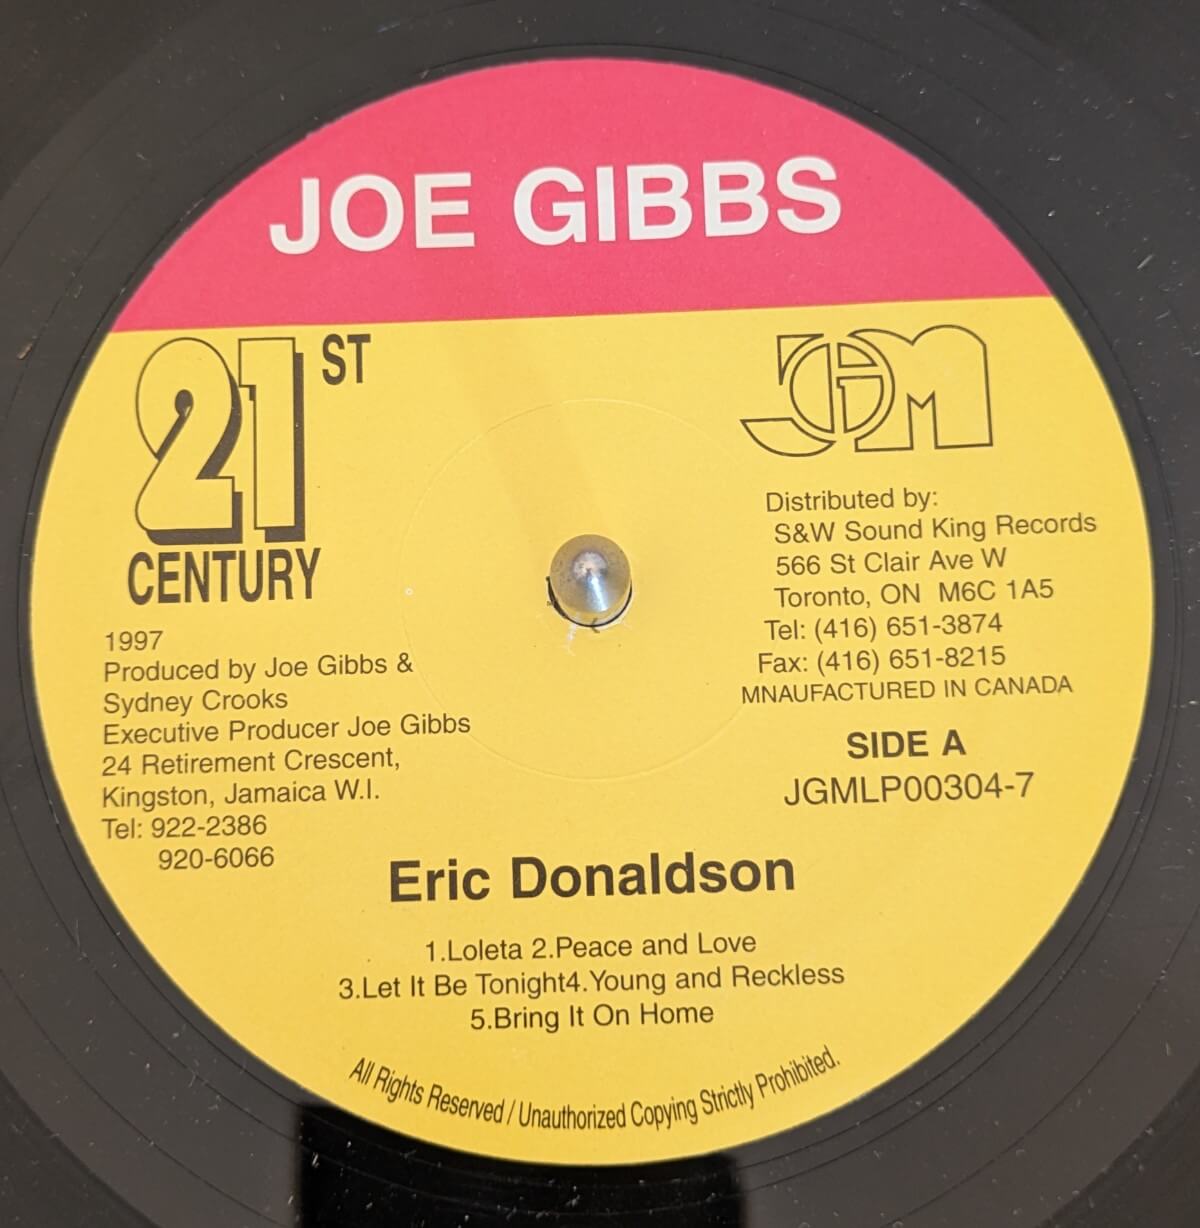 JOE GIBBS
21ST
CENTURY
1997
Produced by Joe Gibbs &
Sydney Crooks
Executive Producer Joe Gibbs
24 Retirement Crescent,
Kingston, Jamaica W.I.
Tel: 922-2386
920-6066
JGM
Distributed by:
S&W Sound King Records
566 St Clair Ave W
Toronto, ON M6C 1A5
Tel: (416) 651-3874
Fax: (416) 651-8215
MNAUFACTURED IN CANADA
SIDE A
JGMLP00304-7
Eric Donaldson
1.Loleta 2.Peace and Love
3.Let It Be Tonight4.Young and Reckless
5.Bring It On Home
All Rights Reserved / Unauthorized Copying Strictly Prohibited.